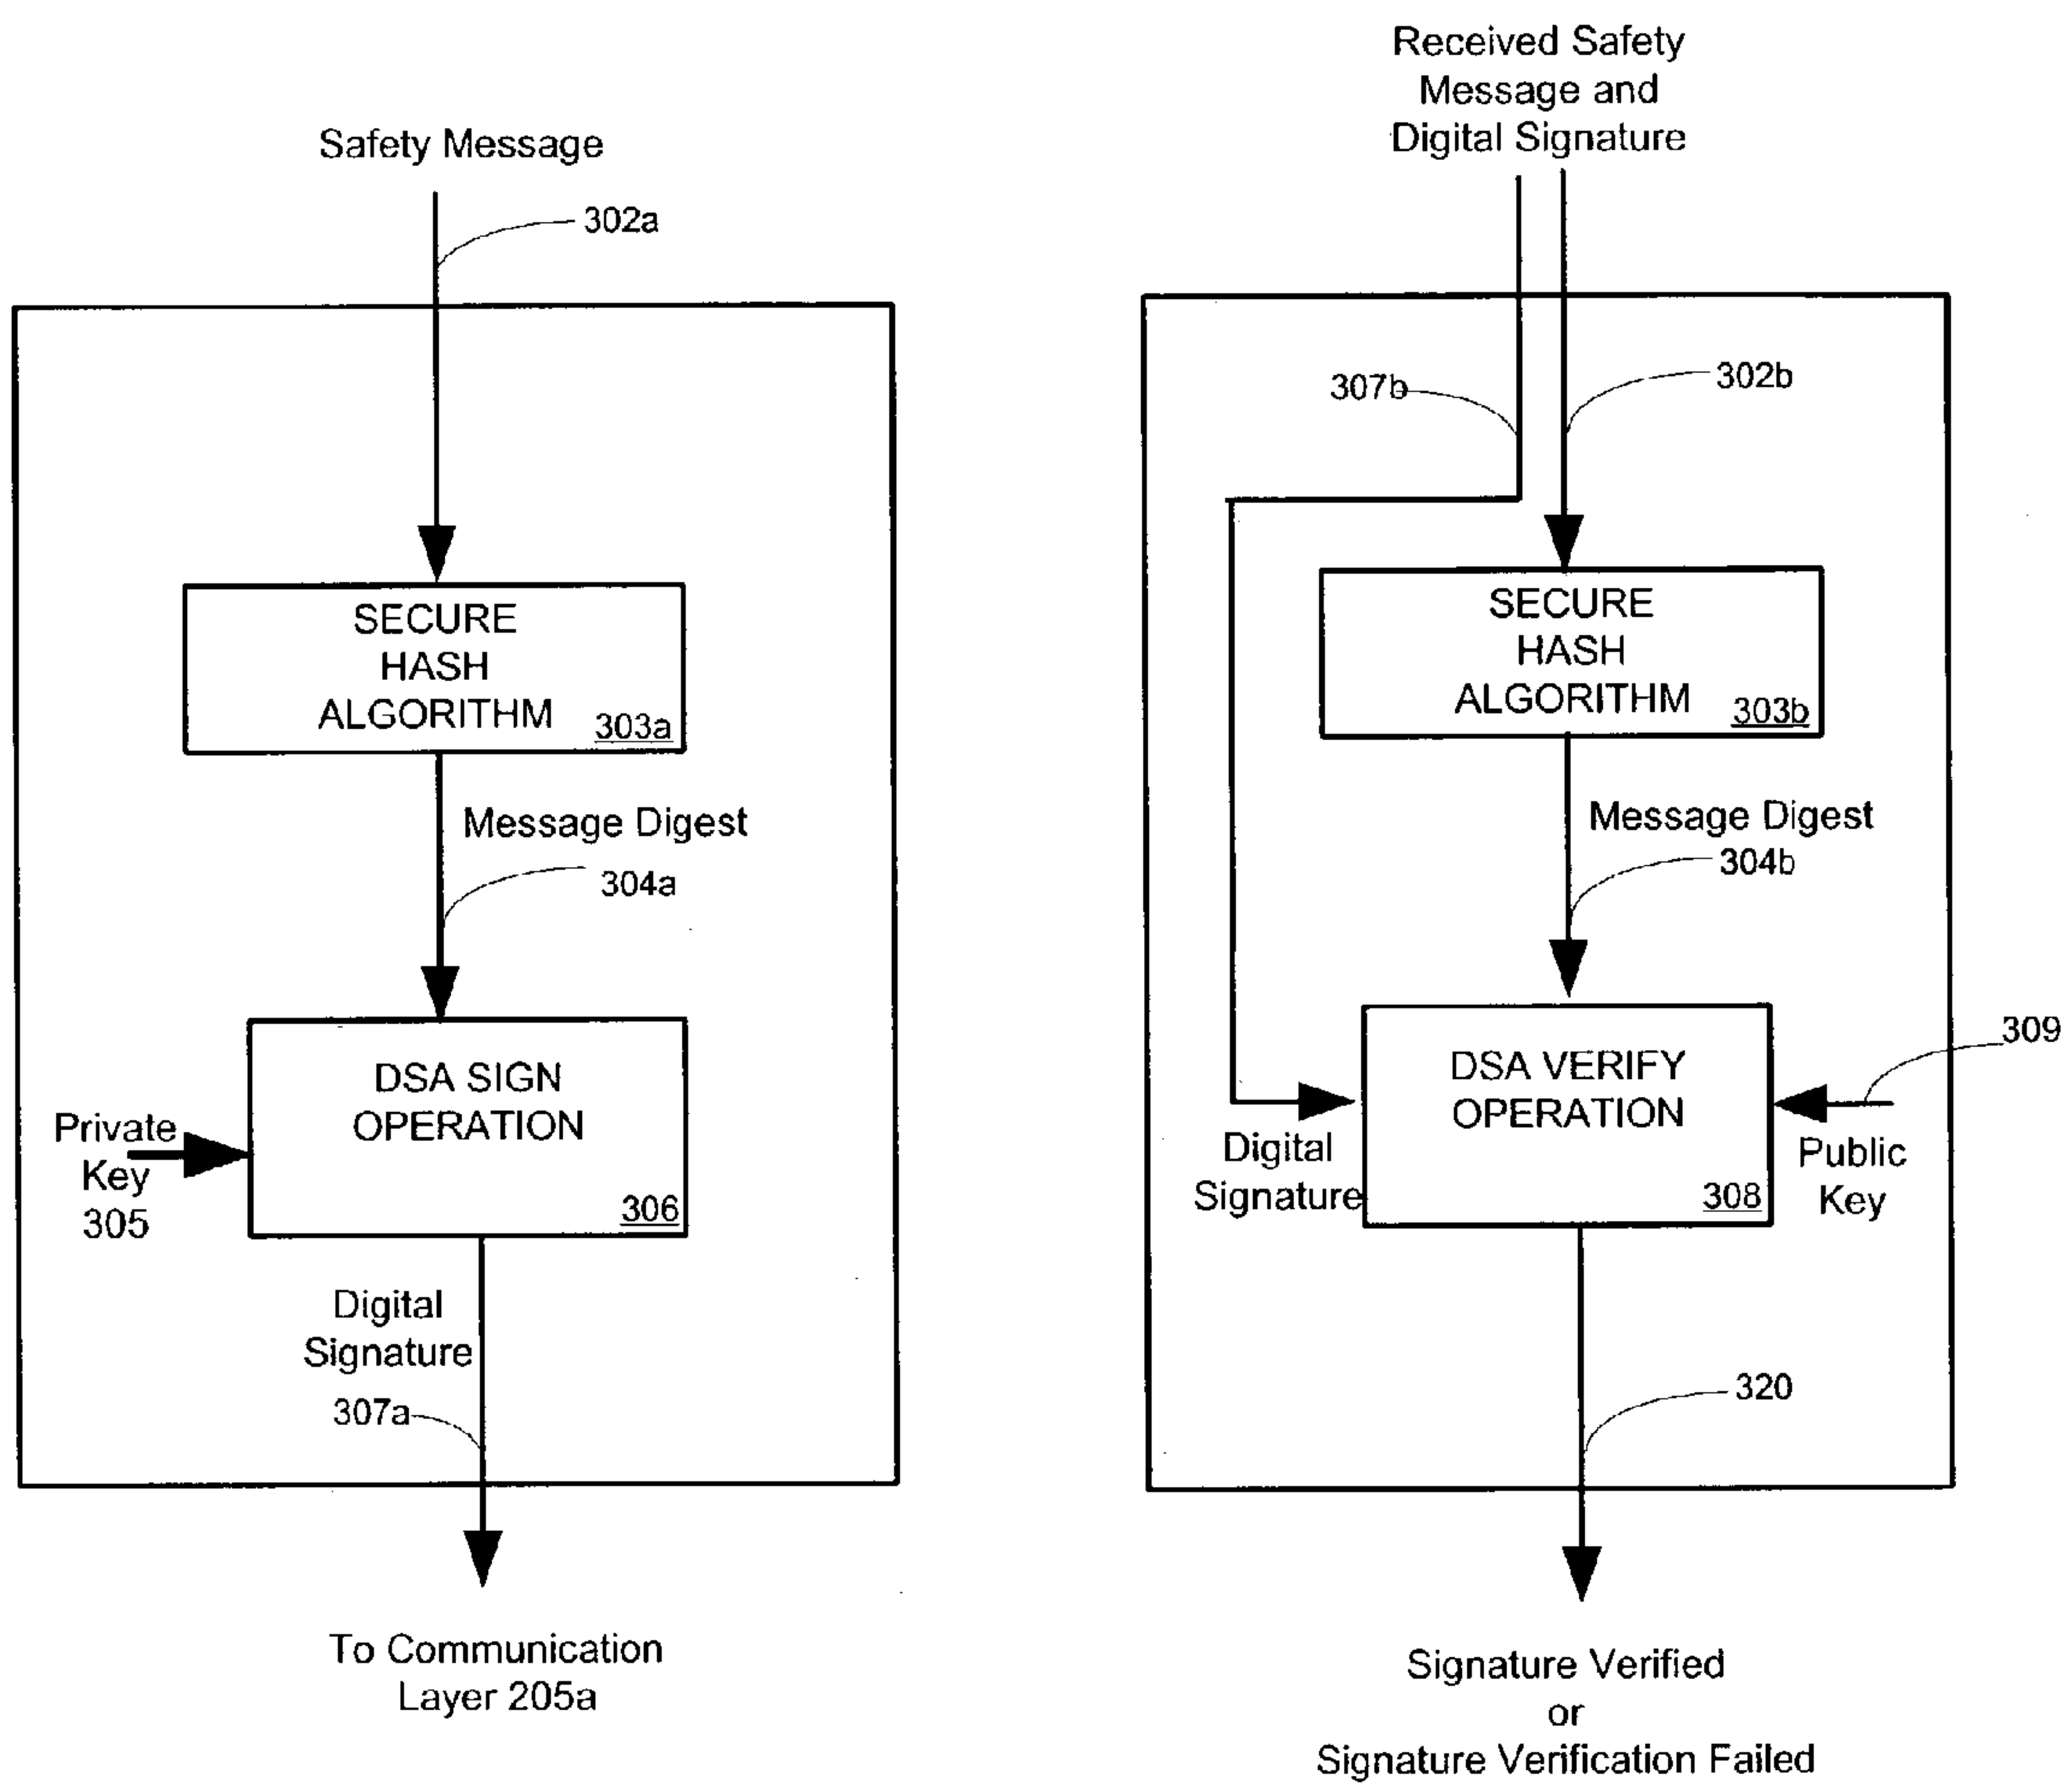 Safety Message
302a
SECURE
HASH
ALGORITHM
303a
Message Digest
304a
DSA SIGN
OPERATION
306
Private
Key
305
Digital
Signature
307a
To Communication
Layer 205a
Received Safety
Message and
Digital Signature
307b
302b
SECURE
HASH
ALGORITHM
303b
Message Digest
304b
309
DSA VERIFY
OPERATION
308
Digital
Signature
Public
Key
320
Signature Verified
or
Signature Verification Failed